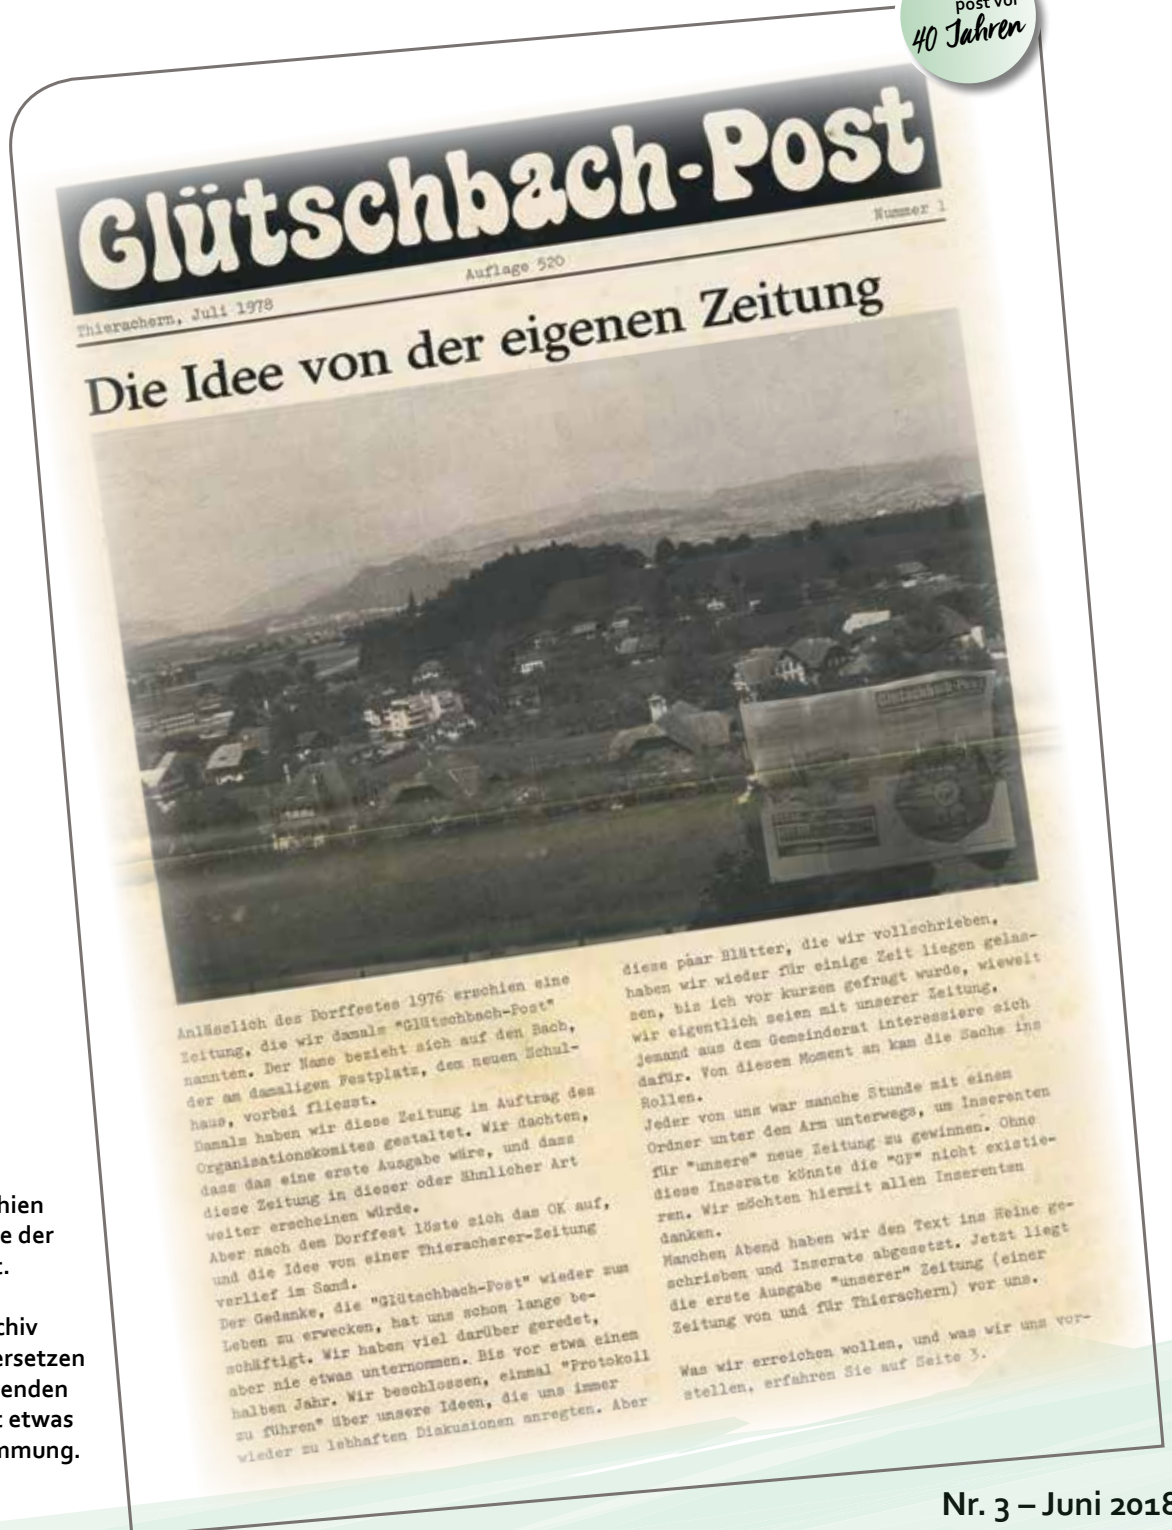 post vor
40 Jahren
Glütschbach-Post
Thierachern, Juli 1978
Auflage 520
Nummer 1
Die Idee von der eigenen Zeitung
Glütschbach-Post
Anlässlich des Dorffestes 1976 erschien eine
Zeitung, die wir damals "Glütschbach-Post"
nannten. Der Name bezieht sich auf den Bach,
der am damaligen Festplatz, dem neuen Schul-
haus, vorbei fliesst.
Damals haben wir diese Zeitung im Auftrag des
Organisationskomites gestaltet. Wir dachten,
dass das eine erste Ausgabe wäre, und dass
diese Zeitung in dieser oder ähnlicher Art
weiter erscheinen würde.
Aber nach dem Dorffest löste sich das OK auf,
und die Idee von einer Thieracherer-Zeitung
verlief im Sand.
Der Gedanke, die "Glütschbach-Post" wieder zum
Leben zu erwecken, hat uns schon lange be-
schäftigt. Wir haben viel darüber geredet,
aber nie etwas unternommen. Bis vor etwa einem
halben Jahr. Wir beschlossen, einmal "Protokoll
zu führen" über unsere Ideen, die uns immer
wieder zu lebhaften Diskusionen anregten. Aber
diese paar Blätter, die wir vollschrieben,
haben wir wieder für einige Zeit liegen gelas-
sen, bis ich vor kurzem gefragt wurde, wieweit
wir eigentlich seien mit unserer Zeitung,
jemand aus dem Gemeinderat interessiere sich
dafür. Von diesem Moment an kam die Sache ins
Rollen.
Jeder von uns war manche Stunde mit einem
Ordner unter dem Arm unterwegs, um Inserenten
für "unsere" neue Zeitung zu gewinnen. Ohne
diese Inserate könnte die "GP" nicht existie-
ren. Wir möchten hiermit allen Inserenten
danken.
Manchen Abend haben wir den Text ins Reine ge-
schrieben und Inserate abgesetzt. Jetzt liegt
die erste Ausgabe "unserer" Zeitung (einer
Zeitung von und für Thierachern) vor uns.
Was wir erreichen wollen, und was wir uns vor-
stellen, erfahren Sie auf Seite 3.
hien
e der
t.
chiv
ersetzen
enden
t etwas
mmung.
Nr. 3 – Juni 2018